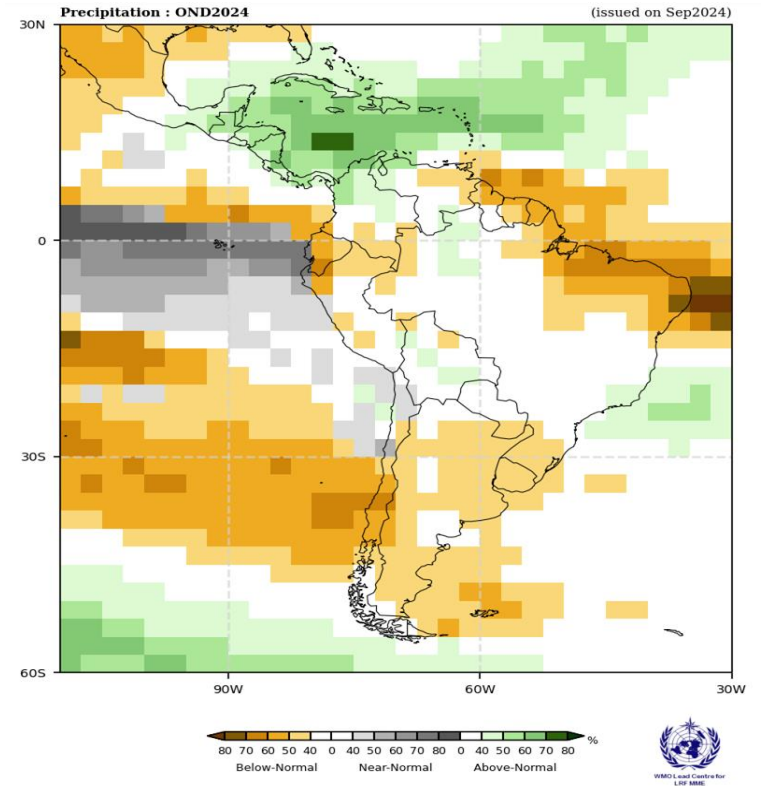 Precipitation : OND2024 (issued on Sep2024)
30N
0
30S
60S
90W 60W 30W
80 70 60 50 40 0 40 50 60 70 80 0 40 50 60 70 80 %
Below-Normal Near-Normal Above-Normal
WMO Lead Centre for
LRF MME